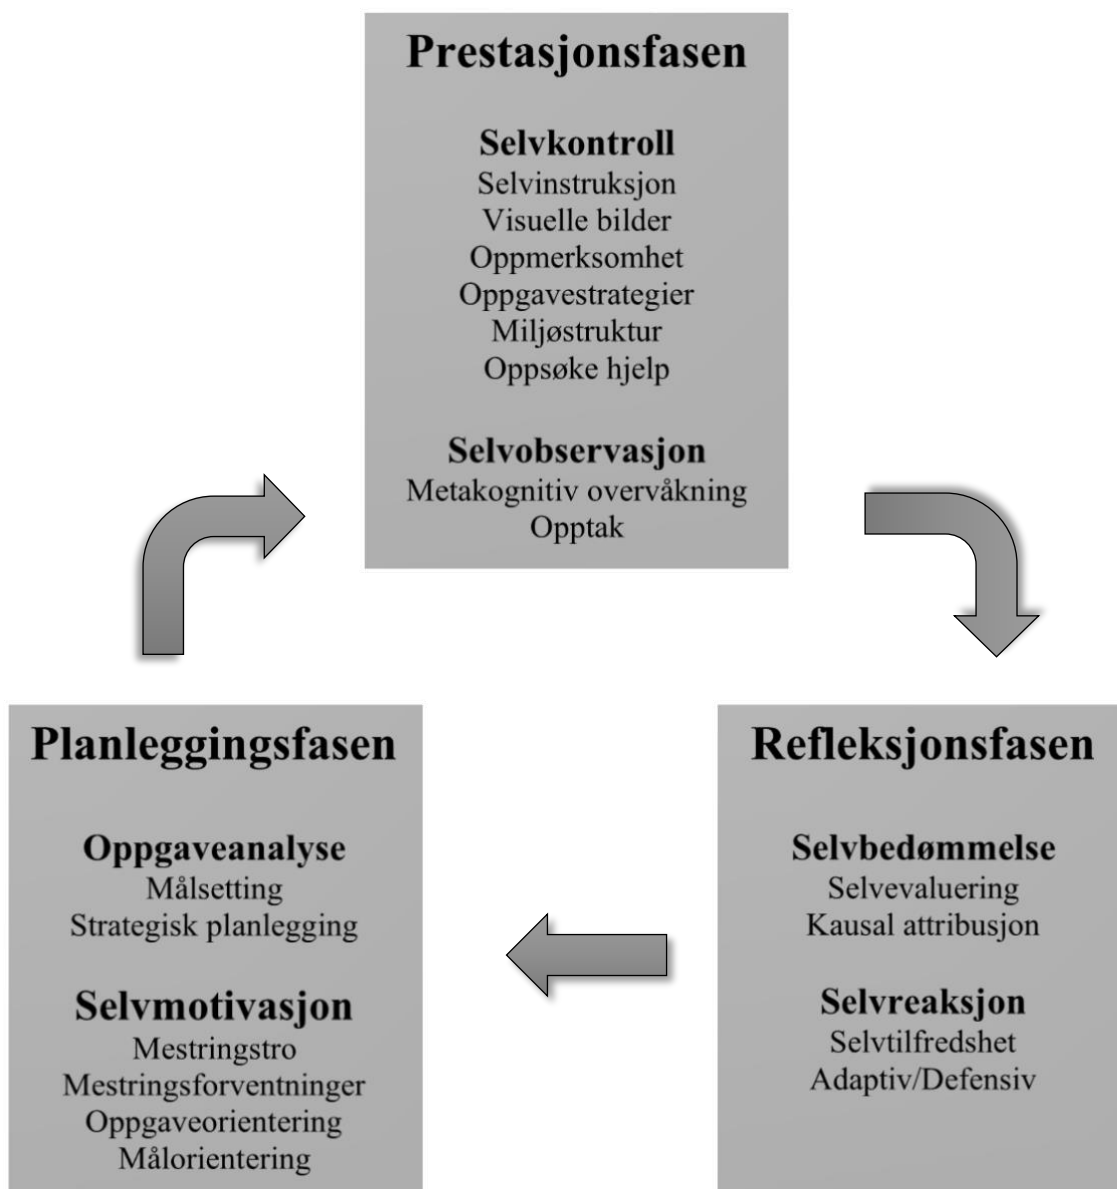 Prestasjonsfasen
Selvkontroll
Selvinstruksjon
Visuelle bilder
Oppmerksomhet
Oppgavestrategier
Miljøstruktur
Oppsøke hjelp
Selvobservasjon
Metakognitiv overvåkning
Opptak
Planleggingsfasen
Oppgaveanalyse
Målsetting
Strategisk planlegging
Selvmotivasjon
Mestringstro
Mestringsforventninger
Oppgaveorientering
Målorientering
Refleksjonsfasen
Selvbedømmelse
Selvevaluering
Kausal attribusjon
Selvreaksjon
Selvtilfredshet
Adaptiv/Defensiv